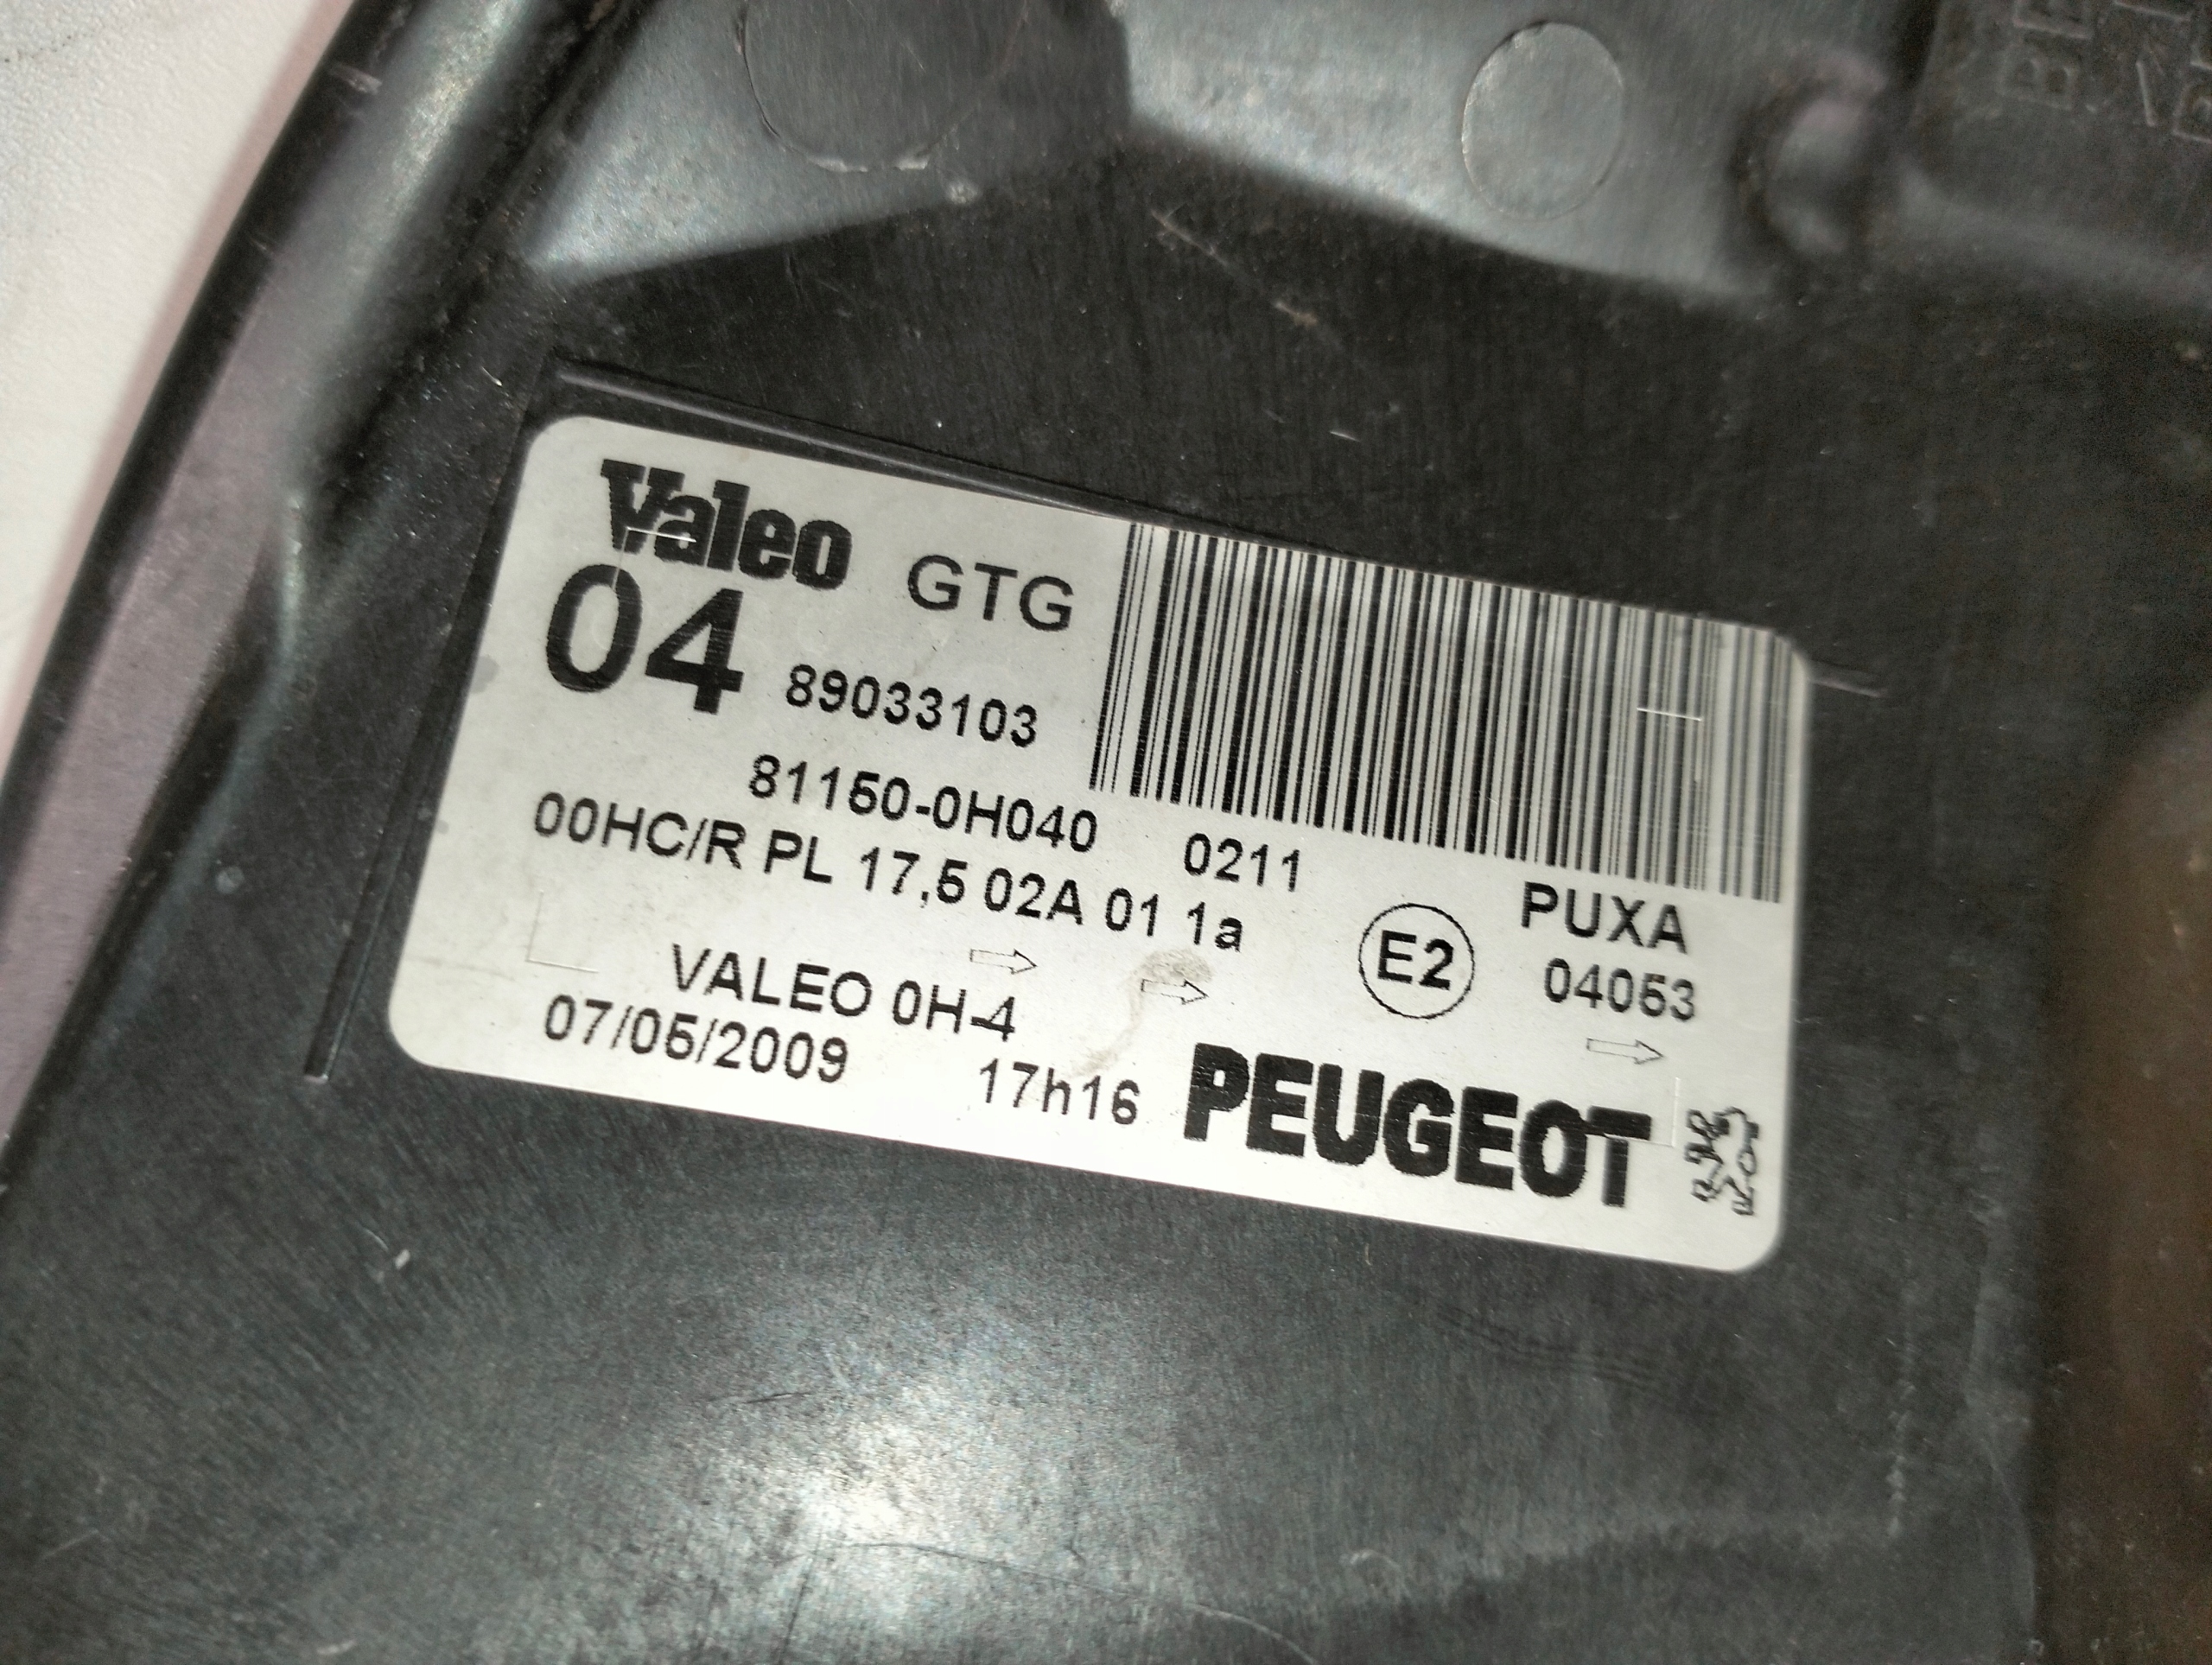 Valeo GTG
04 89033103
81150-0H040 0211
00HC/R PL 17,5 02A 01 1a
E2
PUXA
04053
VALEO 0H-4
07/05/2009 17h16
PEUGEOT